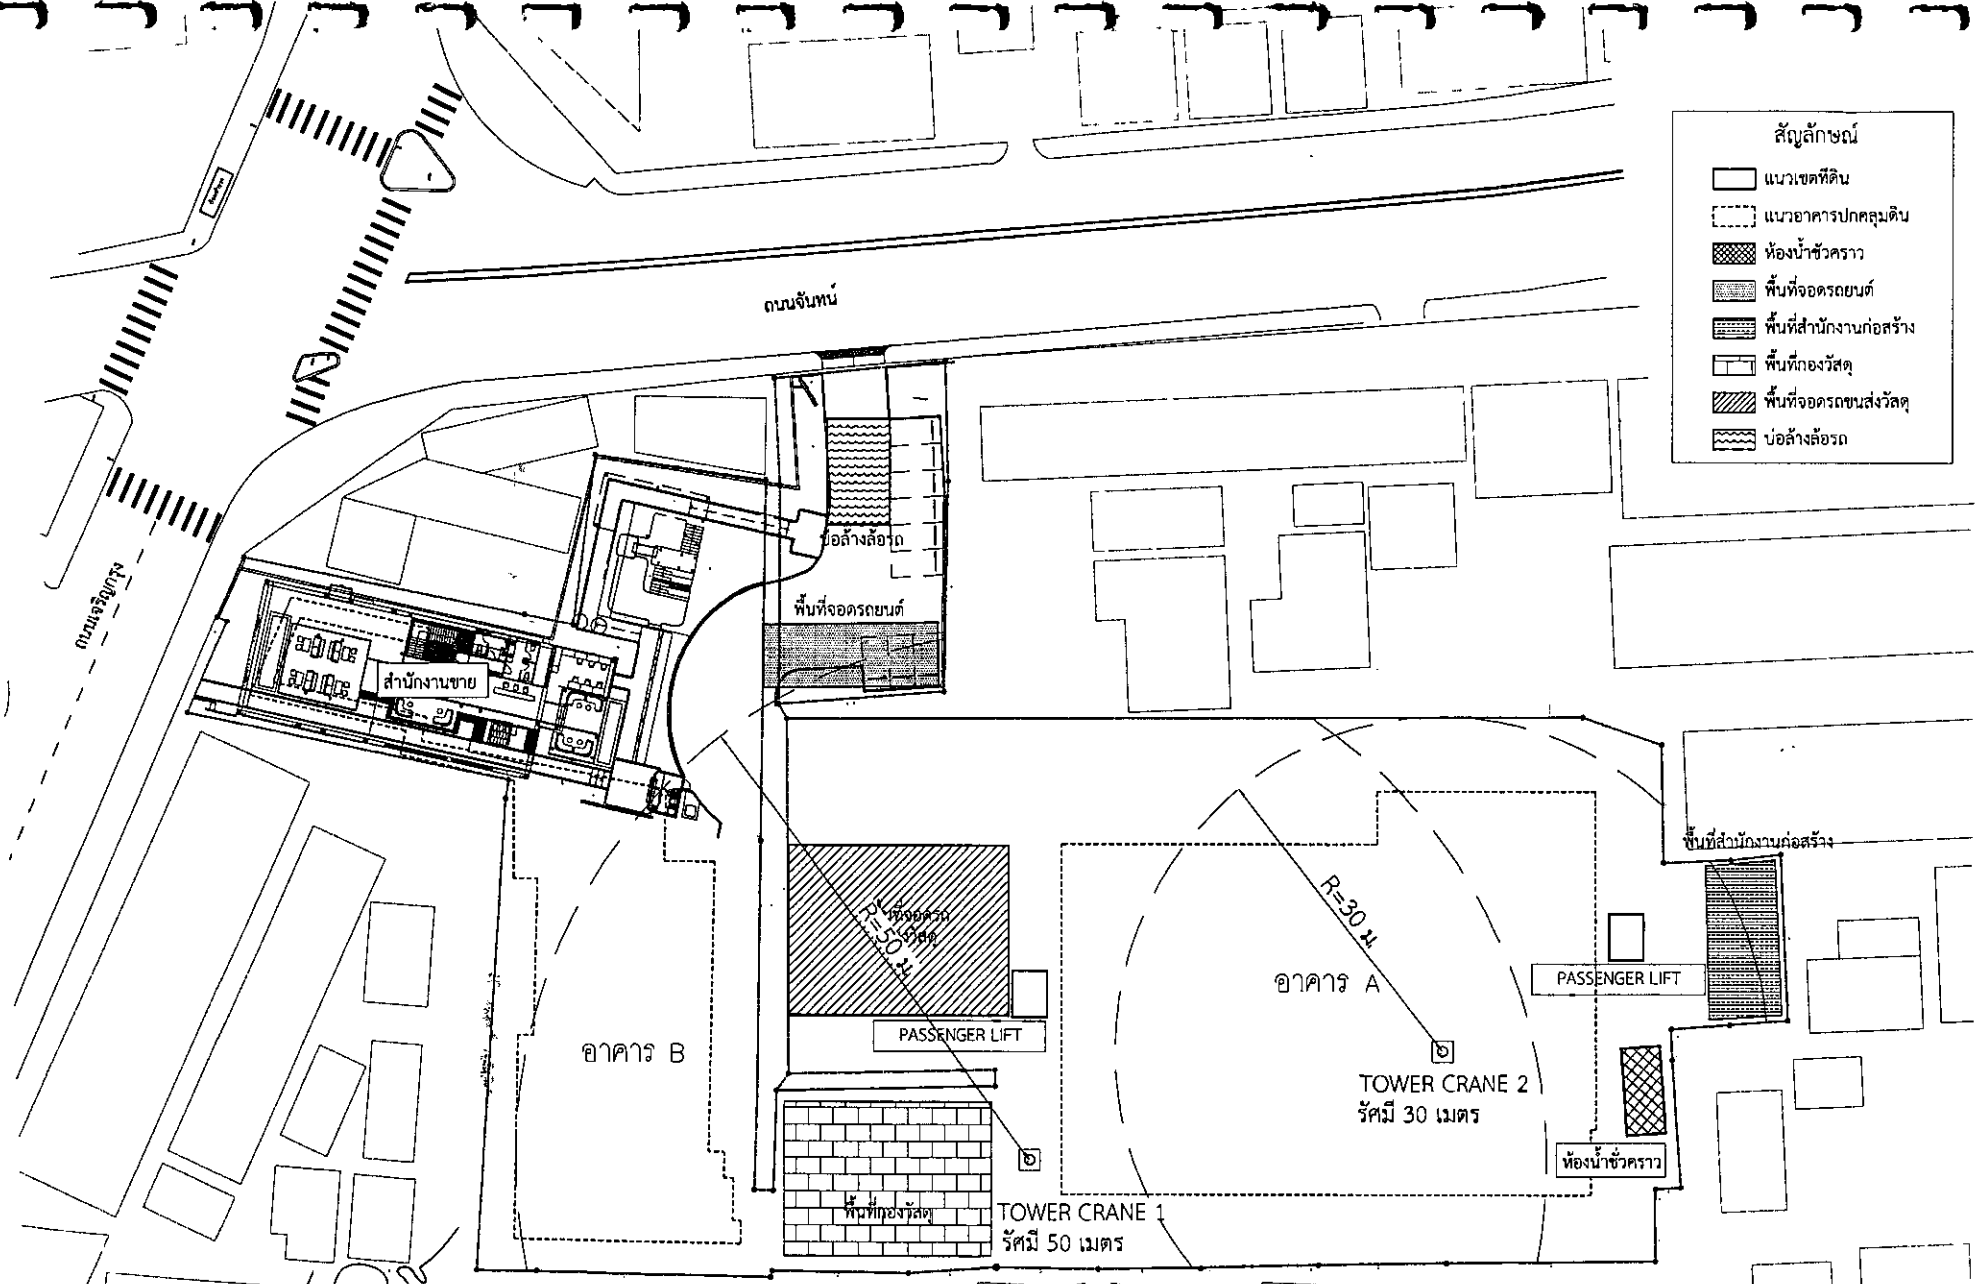 สัญลักษณ์
แนวเขตที่ดิน
แนวอาคารปกคลุมดิน
ห้องน้ำชั่วคราว
พื้นที่จอดรถยนต์
พื้นที่สำนักงานก่อสร้าง
พื้นที่กองวัสดุ
พื้นที่จอดรถขนส่งวัสดุ
บ่อล้างล้อรถ
ถนนจันทน์
ถนนเจริญกรุง
บ่อล้างล้อรถ
พื้นที่จอดรถยนต์
สำนักงานขาย
พื้นที่สำนักงานก่อสร้าง
R=50 ม
R=30 ม
PASSENGER LIFT
PASSENGER LIFT
อาคาร A
อาคาร B
TOWER CRANE 2
รัศมี 30 เมตร
ห้องน้ำชั่วคราว
พื้นที่กองวัสดุ
TOWER CRANE 1
รัศมี 50 เมตร